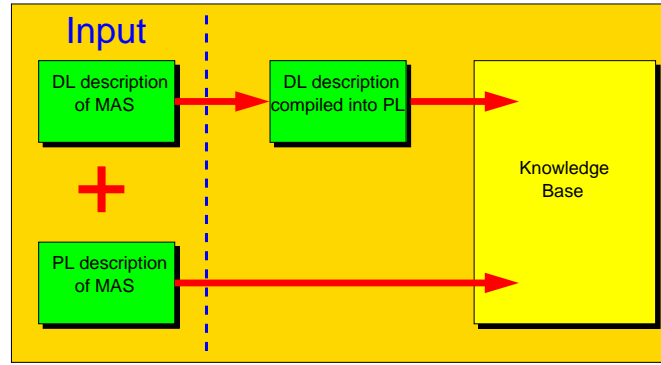 Input
DL description
of MAS
DL description
compiled into PL
Knowledge
Base
PL description
of MAS